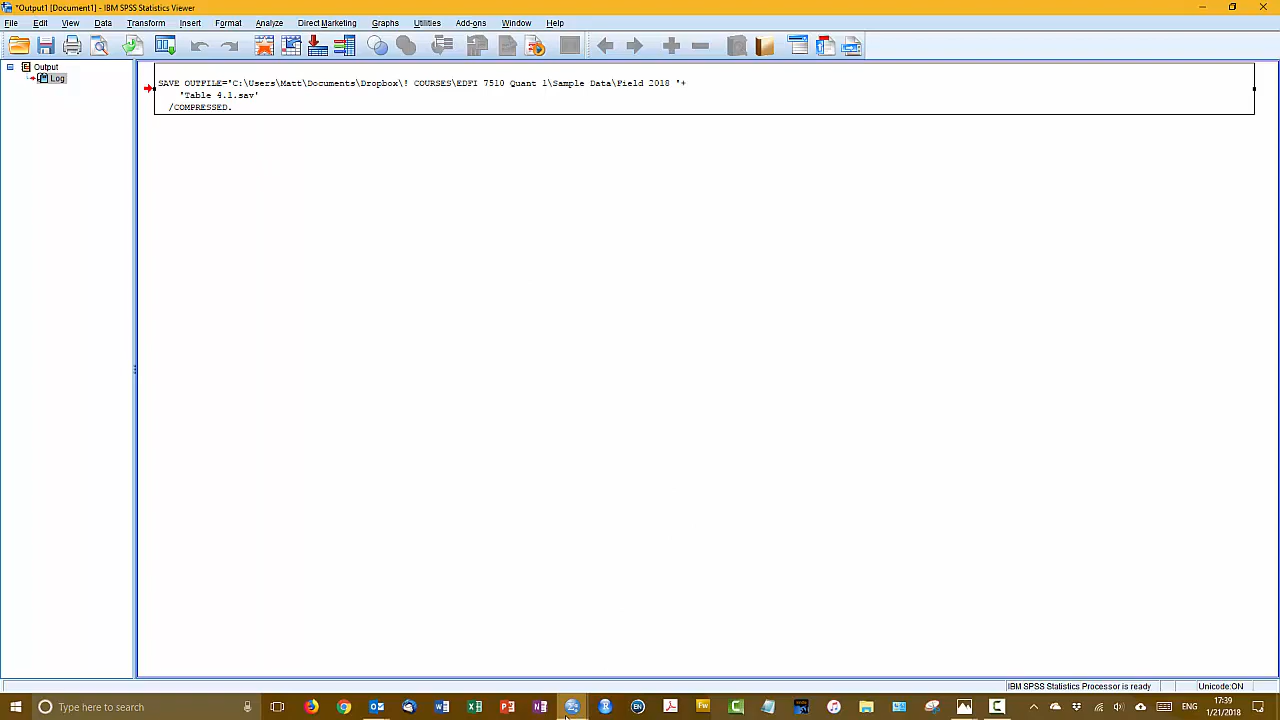 *Output1 [Document1] - IBM SPSS Statistics Viewer
File Edit View Data Transform Insert Format Analyze Direct Marketing Graphs Utilities Add-ons Window Help
Output
Log
SAVE OUTFILE='C:\Users\Matt\Documents\Dropbox\! COURSES\EDFI 7510 Quant 1\Sample Data\Field 2018 '+
'Table 4.1.sav'
/COMPRESSED.
IBM SPSS Statistics Processor is ready
Unicode:ON
Type here to search
17:39
1/21/2018